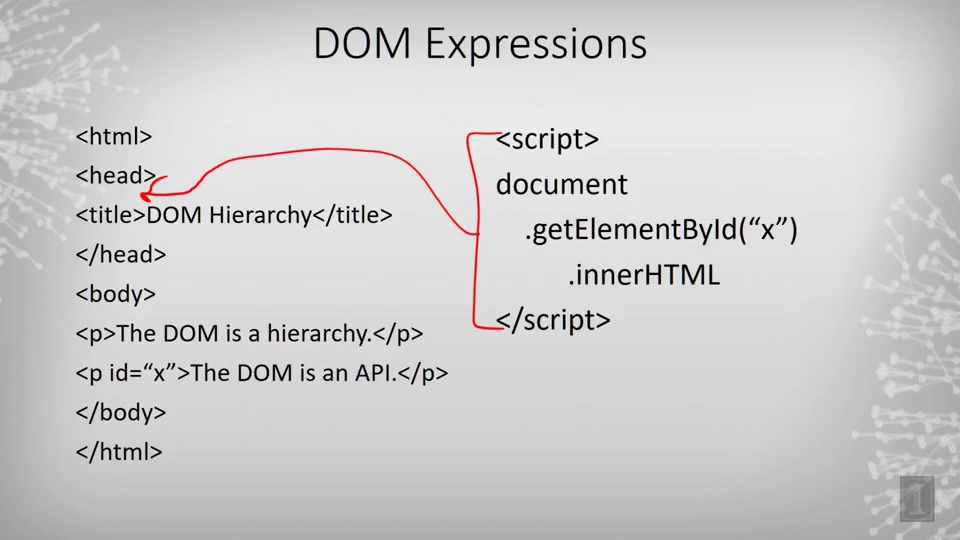 DOM Expressions
<html>
<head>
<title>DOM Hierarchy</title>
</head>
<body>
<p>The DOM is a hierarchy.</p>
<p id=“x”>The DOM is an API.</p>
</body>
</html>
<script>
document
.getElementById(“x”)
.innerHTML
</script>
I